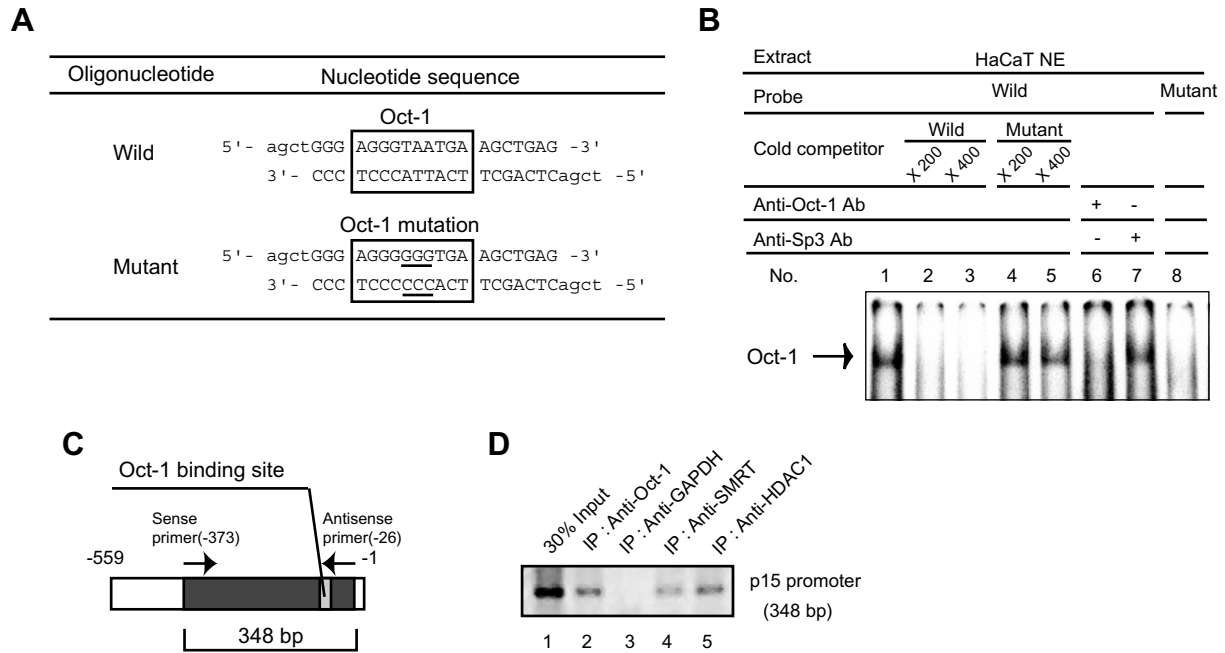 A
Oligonucleotide Nucleotide sequence
Oct-1
Wild 5'- agctGGG AGGGTAATGA AGCTGAG -3'
3'- CCC TCCCATTACT TCGACTCagct -5'
Oct-1 mutation
Mutant 5'- agctGGG AGGGGGGTGA AGCTGAG -3'
3'- CCC TCCCCCCACT TCGACTCagct -5'
B
Extract HaCaT NE
Probe Wild Mutant
Wild Mutant
Cold competitor X 200 X 400 X 200 X 400
Anti-Oct-1 Ab + -
Anti-Sp3 Ab - +
No. 1 2 3 4 5 6 7 8
Oct-1
C
Oct-1 binding site
Sense primer(-373)
Antisense primer(-26)
-559 -1
348 bp
D
30% Input
IP : Anti-Oct-1
IP : Anti-GAPDH
IP : Anti-SMRT
IP : Anti-HDAC1
p15 promoter
(348 bp)
1 2 3 4 5